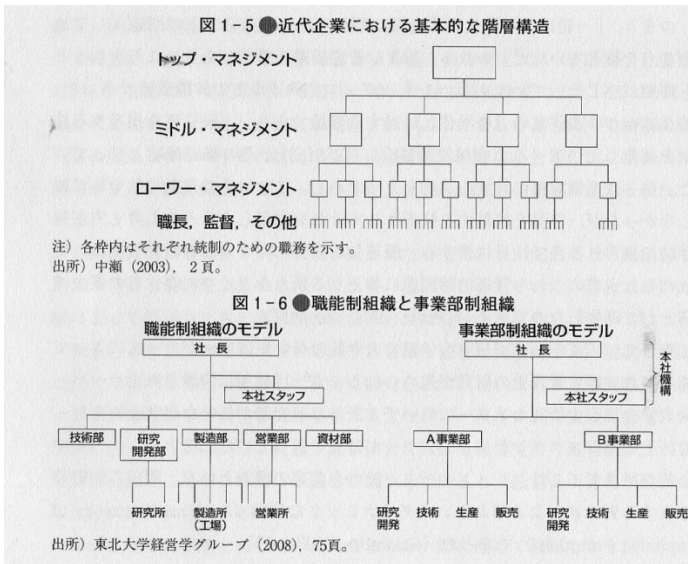 図 1-5●近代企業における基本的な階層構造
トップ・マネジメント
ミドル・マネジメント
ローワー・マネジメント
職長，監督，その他
注）各枠内はそれぞれ統制のための職務を示す。
出所）中瀬（2003），2頁。
図 1-6●職能制組織と事業部制組織
職能制組織のモデル
社 長
本社スタッフ
技術部
研究
開発部
製造部
営業部
資材部
研究所
製造所
（工場）
営業所
事業部制組織のモデル
社 長
本社スタッフ
本社機構
A事業部
B事業部
研究
開発
技術
生産
販売
研究
開発
技術
生産
販売
出所）東北大学経営学グループ（2008），75頁。